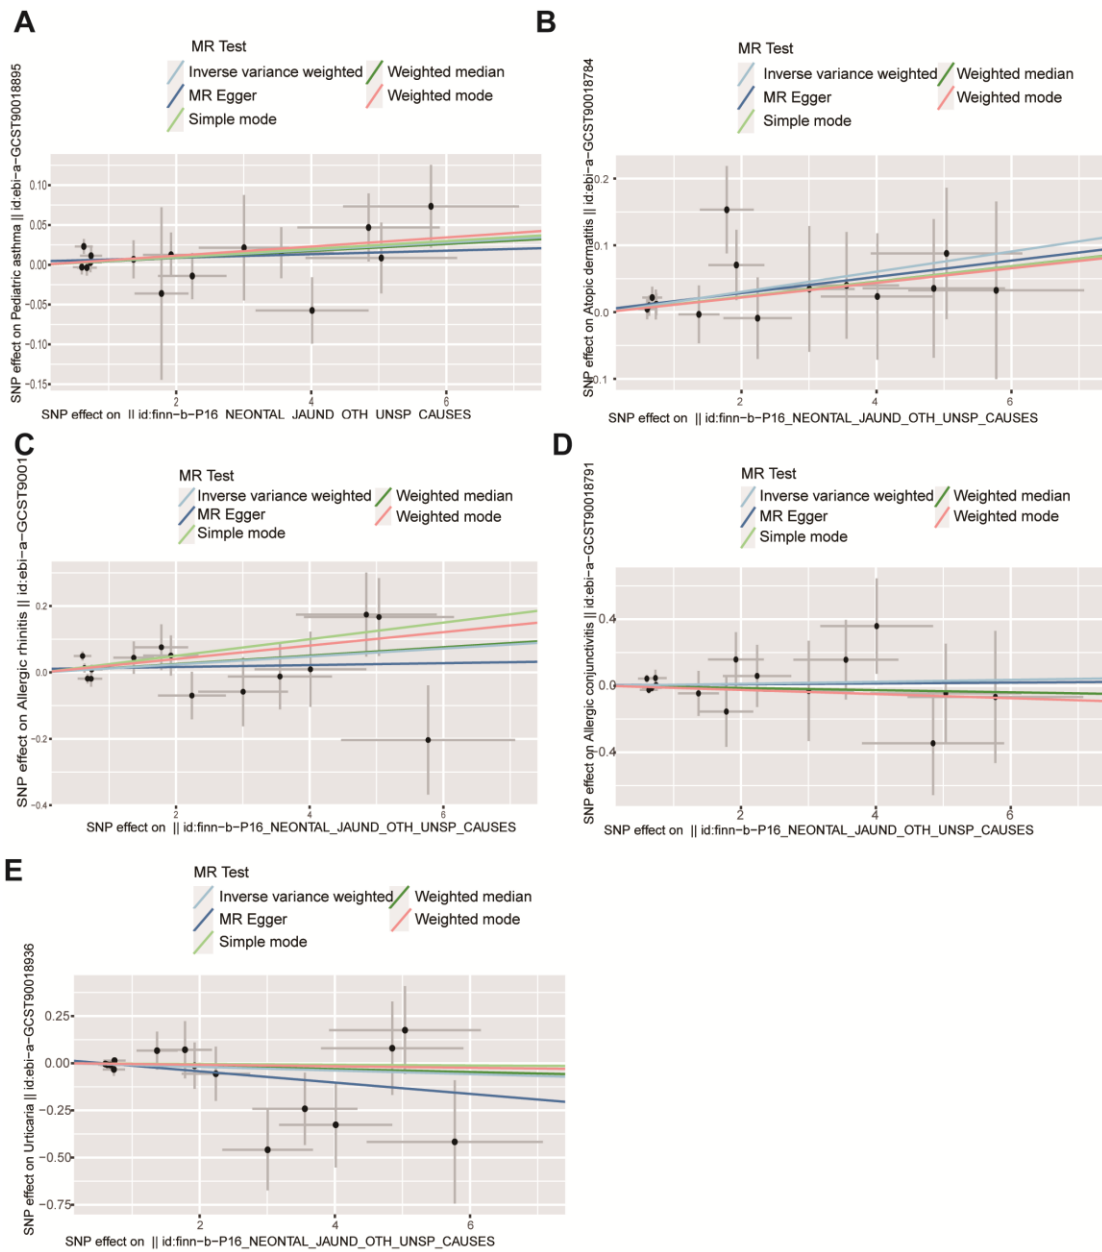 A
MR Test
Inverse variance weighted
Weighted median
MR Egger
Weighted mode
Simple mode
SNP effect on Pediatric asthma || id:ebi-a-GCST90018895
0.10
0.05
0.00
−0.05
−0.10
−0.15
2
4
6
SNP effect on || id:finn−b−P16 NEONTAL JAUND OTH UNSP CAUSES
B
MR Test
Inverse variance weighted
Weighted median
MR Egger
Weighted mode
Simple mode
SNP effect on Atopic dermatitis || id:ebi-a-GCST90018784
0.2
0.1
0.0
0.1
2
4
6
SNP effect on || id:finn−b−P16_NEONTAL_JAUND_OTH_UNSP_CAUSES
C
MR Test
Inverse variance weighted
Weighted median
MR Egger
Weighted mode
Simple mode
SNP effect on Allergic rhinitis || id:ebi-a-GCST9001
0.2
0.0
−0.2
−0.4
2
4
6
SNP effect on || id:finn−b−P16_NEONTAL_JAUND_OTH_UNSP_CAUSES
D
MR Test
Inverse variance weighted
Weighted median
MR Egger
Weighted mode
Simple mode
SNP effect on Allergic conjunctivitis || id:ebi-a-GCST90018791
0.4
0.0
−0.4
2
4
6
SNP effect on || id:finn−b−P16_NEONTAL_JAUND_OTH_UNSP_CAUSES
E
MR Test
Inverse variance weighted
Weighted median
MR Egger
Weighted mode
Simple mode
SNP effect on Urticaria || id:ebi-a-GCST90018936
0.25
0.00
−0.25
−0.50
−0.75
2
4
6
SNP effect on || id:finn−b−P16_NEONTAL_JAUND_OTH_UNSP_CAUSES